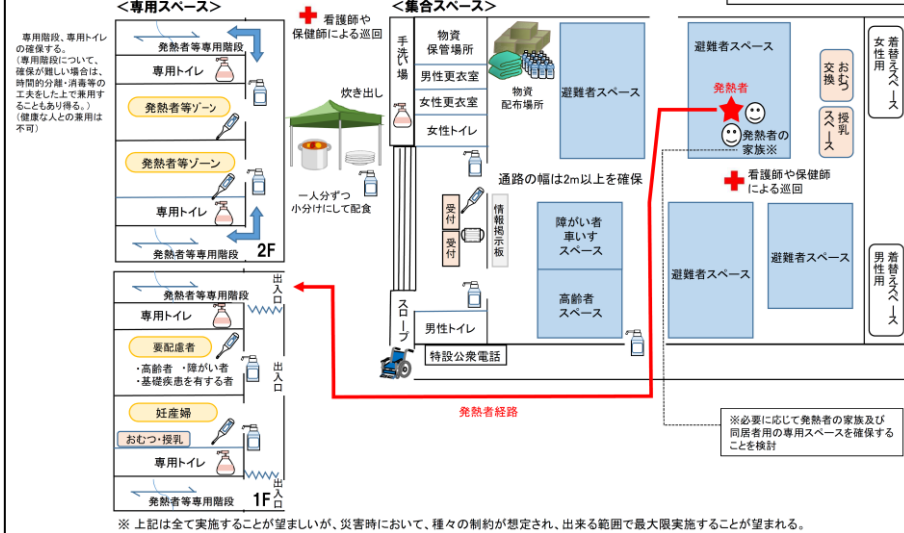 <専用スペース>
専用階段、専用トイレ
の確保する。
(専用階段について、
確保が難しい場合は、
時間的分離・消毒等の
工夫をした上で兼用す
ることもあり得る。)
(健康な人との兼用は
不可)
発熱者等専用階段
専用トイレ
発熱者等ゾーン
発熱者等ゾーン
専用トイレ
発熱者等専用階段
2F
看護師や
保健師による巡回
炊き出し
一人分ずつ
小分けにして配食
発熱者等専用階段
出入口
専用トイレ
要配慮者
・高齢者 ・障がい者
・基礎疾患を有する者
出入口
妊産婦
おむつ・授乳
専用トイレ
発熱者等専用階段
1F
出入口
<集合スペース>
手洗い場
物資
保管場所
男性更衣室
女性更衣室
女性トイレ
物資
配布場所
避難者スペース
通路の幅は2m以上を確保
受付
受付
情報掲示板
障がい者
車いす
スペース
高齢者
スペース
スロープ
男性トイレ
特設公衆電話
避難者スペース
発熱者
発熱者の
家族※
おむつ
交換
授乳
スペース
女性用
着替えスペース
看護師や保健師
による巡回
避難者スペース
避難者スペース
男性用
着替えスペース
発熱者経路
※必要に応じて発熱者の家族及び
同居者用の専用スペースを確保する
ことを検討
※ 上記は全て実施することが望ましいが、災害時において、種々の制約が想定され、出来る範囲で最大限実施することが望まれる。